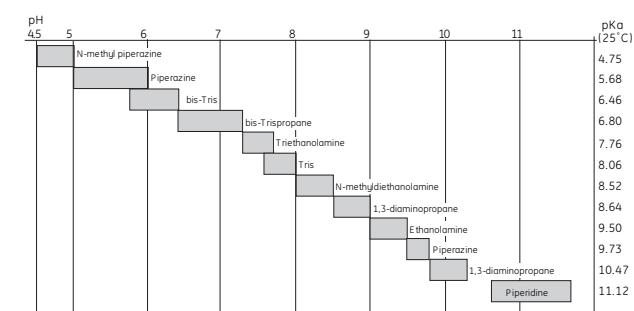 pH
pKa
4.5 5 6 7 8 9 10 11 (25°C)
N-methyl piperazine 4.75
Piperazine 5.68
bis-Tris 6.46
bis-Trispropane 6.80
Triethanolamine 7.76
Tris 8.06
N-methyldiethanolamine 8.52
1,3-diaminopropane 8.64
Ethanolamine 9.50
Piperazine 9.73
1,3-diaminopropane 10.47
Piperidine 11.12